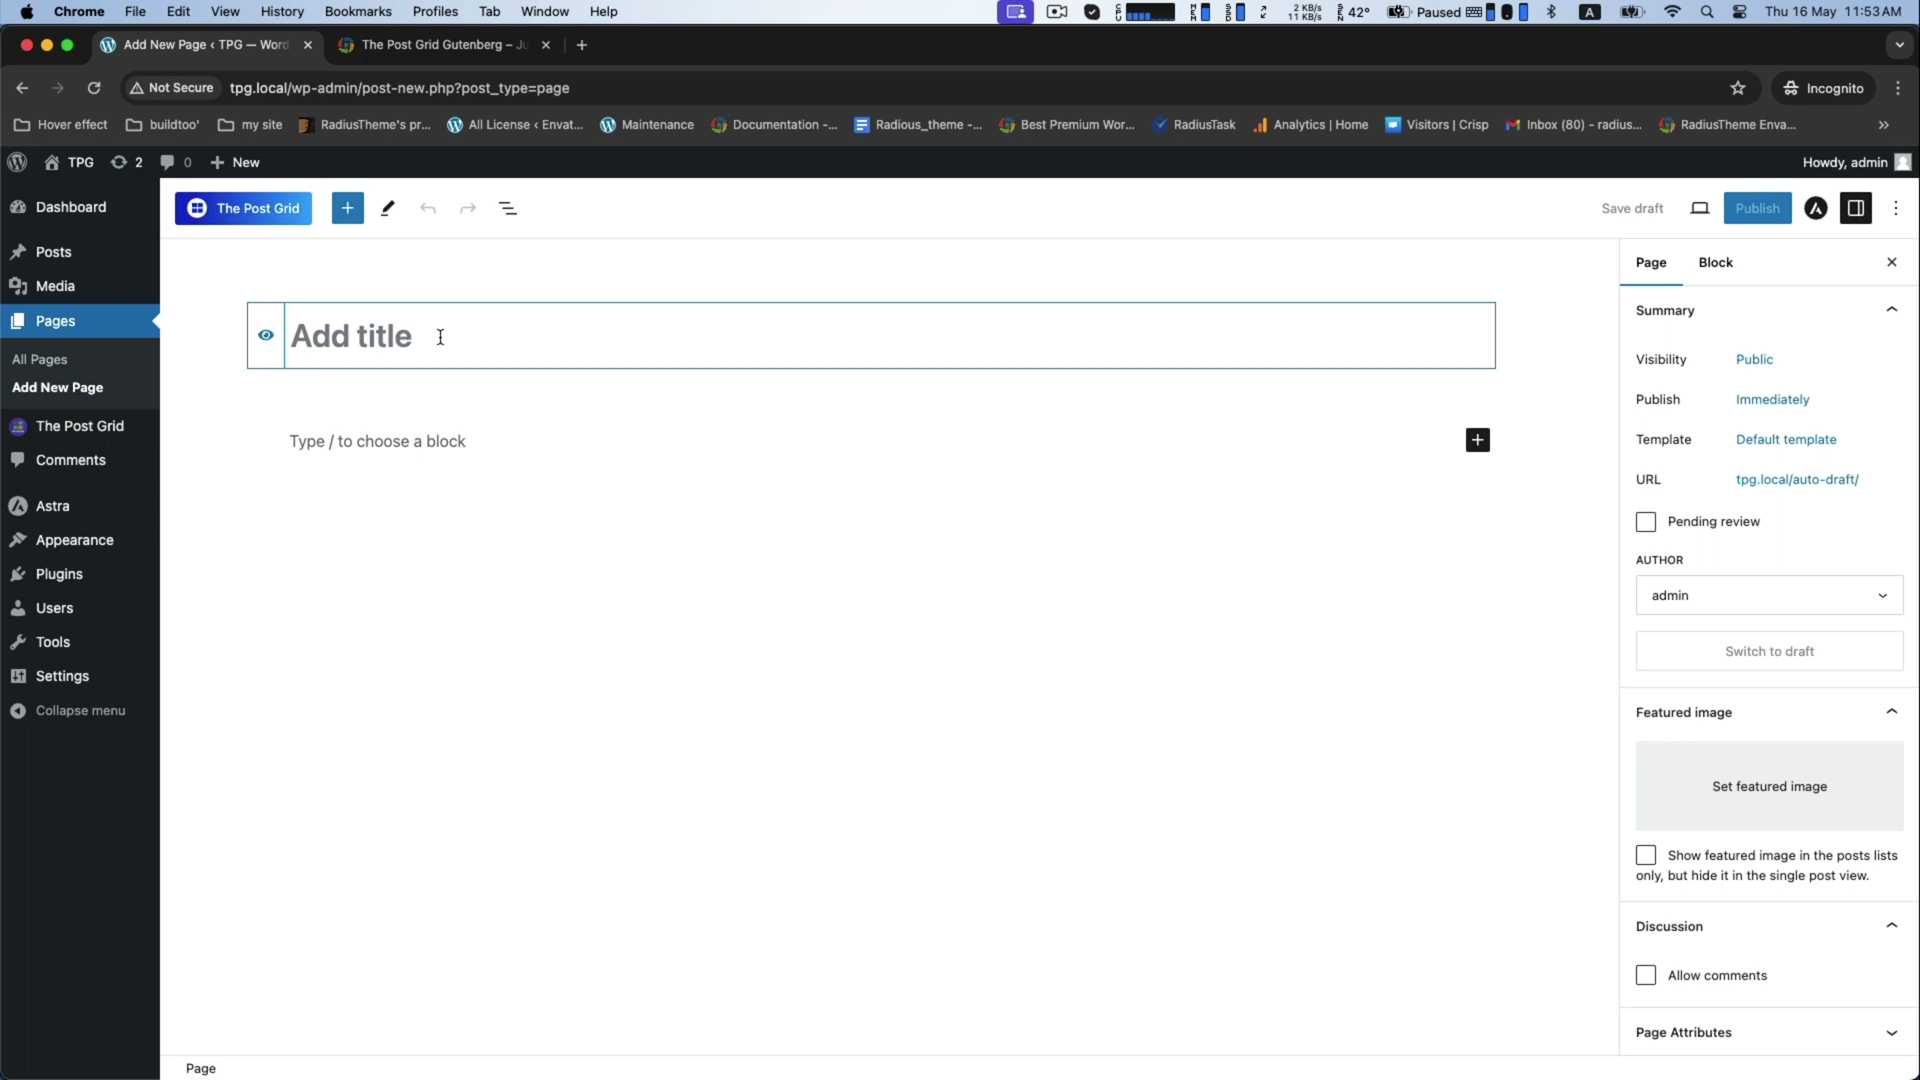 Chrome File Edit View History Bookmarks Profiles Tab Window Help 2 KB/s 11 KB/s 42° Paused A Thu 16 May 11:53 AM
Add New Page ‹ TPG — Word The Post Grid Gutenberg – Ju
Not Secure tpg.local/wp-admin/post-new.php?post_type=page Incognito
Hover effect buildtoo' my site RadiusTheme's pr... All License ‹ Envat... Maintenance Documentation -... Radious_theme -... Best Premium Wor... RadiusTask Analytics | Home Visitors | Crisp Inbox (80) - radius... RadiusTheme Enva... »
TPG 2 0 + New Howdy, admin
Dashboard
Posts
Media
Pages
All Pages
Add New Page
The Post Grid
Comments
Astra
Appearance
Plugins
Users
Tools
Settings
Collapse menu
The Post Grid
Save draft Publish
Add title
Type / to choose a block
Page Block
Summary
Visibility Public
Publish Immediately
Template Default template
URL tpg.local/auto-draft/
Pending review
AUTHOR
admin
Switch to draft
Featured image
Set featured image
Show featured image in the posts lists
only, but hide it in the single post view.
Discussion
Allow comments
Page Attributes
Page